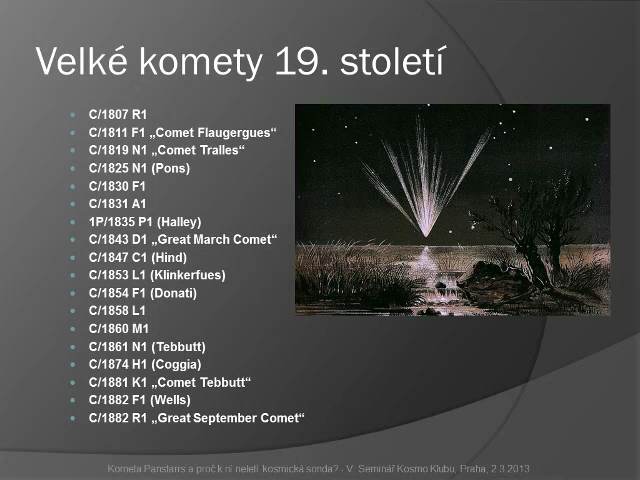 Velké komety 19. století
C/1807 R1
C/1811 F1 „Comet Flaugergues“
C/1819 N1 „Comet Tralles“
C/1825 N1 (Pons)
C/1830 F1
C/1831 A1
1P/1835 P1 (Halley)
C/1843 D1 „Great March Comet“
C/1847 C1 (Hind)
C/1853 L1 (Klinkerfues)
C/1854 F1 (Donati)
C/1858 L1
C/1860 M1
C/1861 N1 (Tebbutt)
C/1874 H1 (Coggia)
C/1881 K1 „Comet Tebbutt“
C/1882 F1 (Wells)
C/1882 R1 „Great September Comet“
Kometa Panstarrs a proč k ní neletí kosmická sonda? - V. Seminář Kosmo Klubu, Praha, 2.3.2013